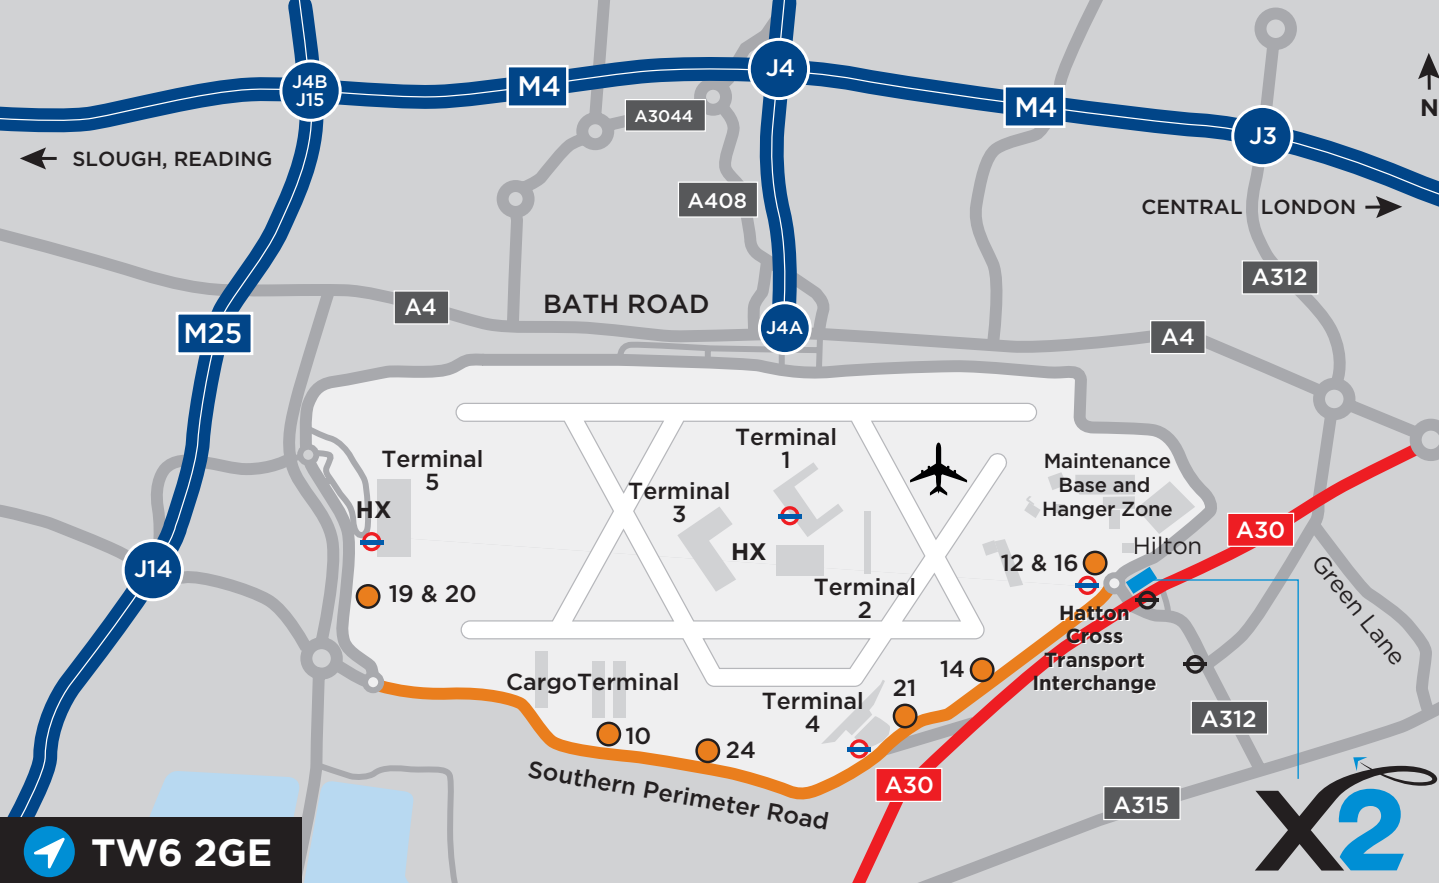 J4B
J15
M4
J4
A3044
M4
J3
N
SLOUGH, READING
A408
CENTRAL LONDON
A312
A4
BATH ROAD
J4A
M25
A4
Terminal
5
Terminal
1
Terminal
3
Maintenance
Base and
Hanger Zone
HX
HX
A30
Hilton
J14
19 & 20
12 & 16
Terminal
2
Green Lane
Hatton
Cross
Transport
Interchange
CargoTerminal
14
21
Terminal
4
10
24
A312
Southern Perimeter Road
A30
A315
X2
TW6 2GE